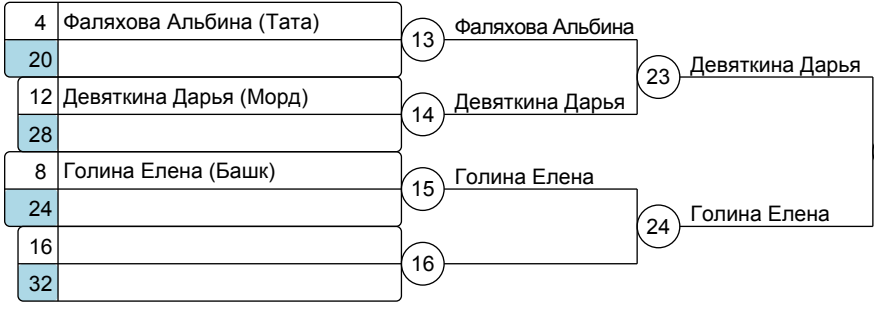 4 Фаляхова Альбина (Тата)
20
12 Девяткина Дарья (Морд)
28
8 Голина Елена (Башк)
24
16
32
13 Фаляхова Альбина
14 Девяткина Дарья
15 Голина Елена
16
23 Девяткина Дарья
24 Голина Елена